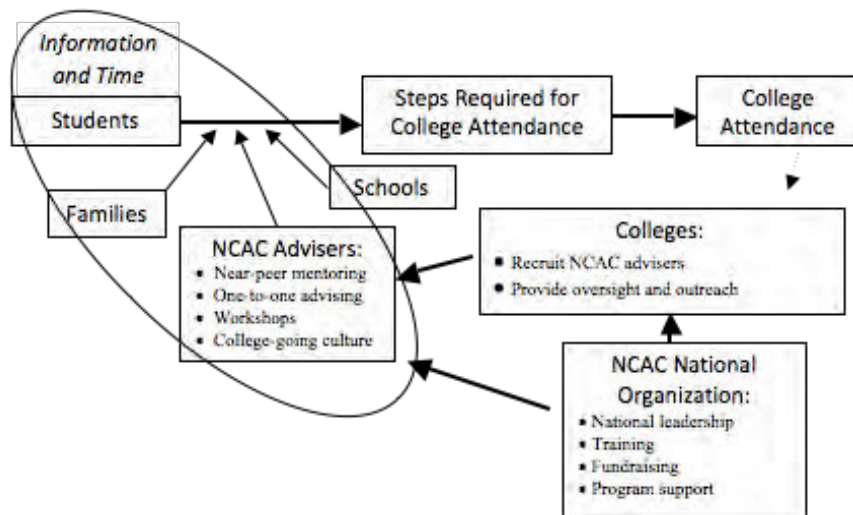 Information
and Time
Students
Steps Required for
College Attendance
College
Attendance
Families
Schools
NCAC Advisers:
• Near-peer mentoring
• One-to-one advising
• Workshops
• College-going culture
Colleges:
• Recruit NCAC advisers
• Provide oversight and outreach
NCAC National
Organization:
• National leadership
• Training
• Fundraising
• Program support